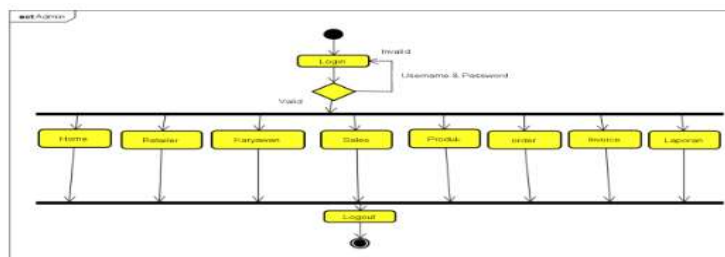 act Admin
Login
Invalid
Username & Password
Valid
Home
Retailer
Karyawan
Sales
Produk
order
Invoice
Laporan
Logout